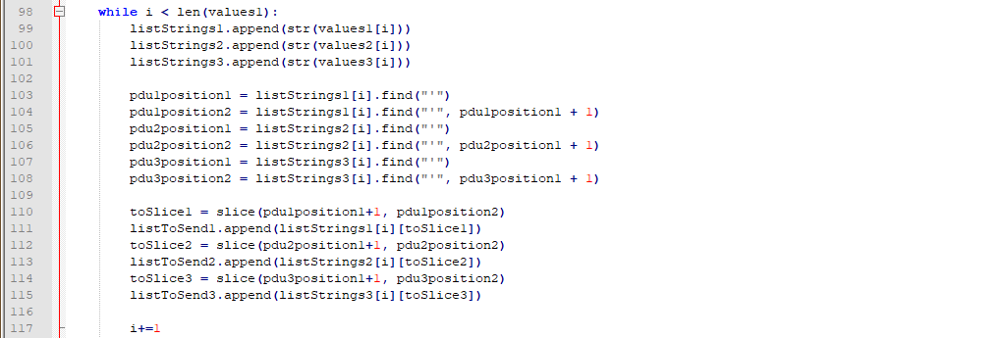 98 while i < len(values1):
99 listStrings1.append(str(values1[i]))
100 listStrings2.append(str(values2[i]))
101 listStrings3.append(str(values3[i]))
102
103 pdu1position1 = listStrings1[i].find("'")
104 pdu1position2 = listStrings1[i].find("'", pdu1position1 + 1)
105 pdu2position1 = listStrings2[i].find("'")
106 pdu2position2 = listStrings2[i].find("'", pdu2position1 + 1)
107 pdu3position1 = listStrings3[i].find("'")
108 pdu3position2 = listStrings3[i].find("'", pdu3position1 + 1)
109
110 toSlice1 = slice(pdu1position1+1, pdu1position2)
111 listToSend1.append(listStrings1[i][toSlice1])
112 toSlice2 = slice(pdu2position1+1, pdu2position2)
113 listToSend2.append(listStrings2[i][toSlice2])
114 toSlice3 = slice(pdu3position1+1, pdu3position2)
115 listToSend3.append(listStrings3[i][toSlice3])
116
117 i+=1